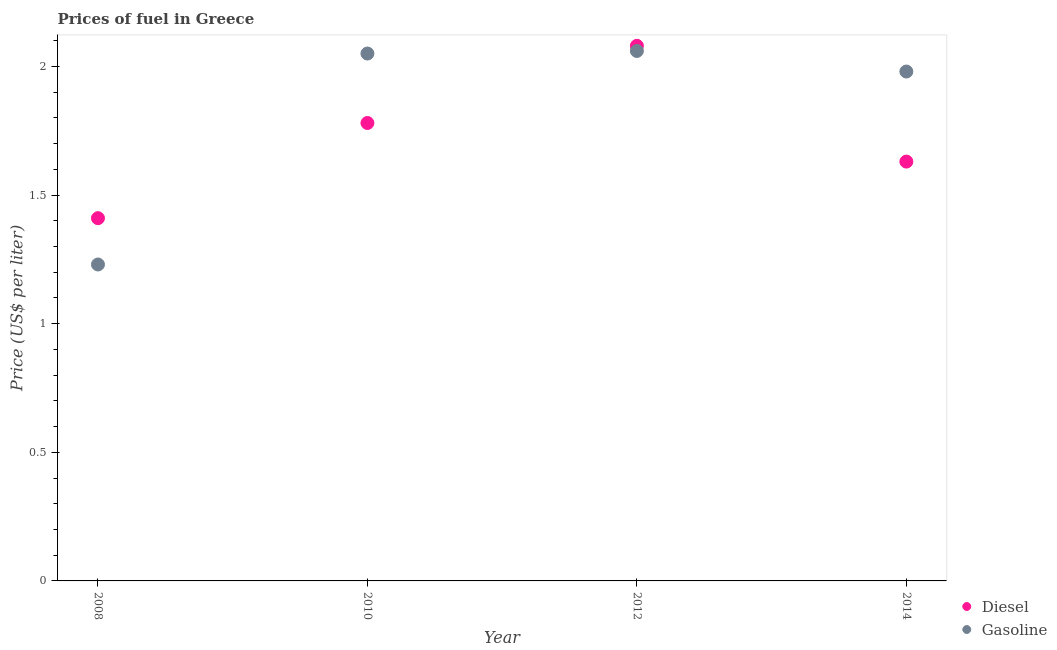 Prices of fuel in Greece
Price (US$ per liter)
2
1.5
1
0.5
0
2008
2010
2012
2014
Year
Diesel
Gasoline